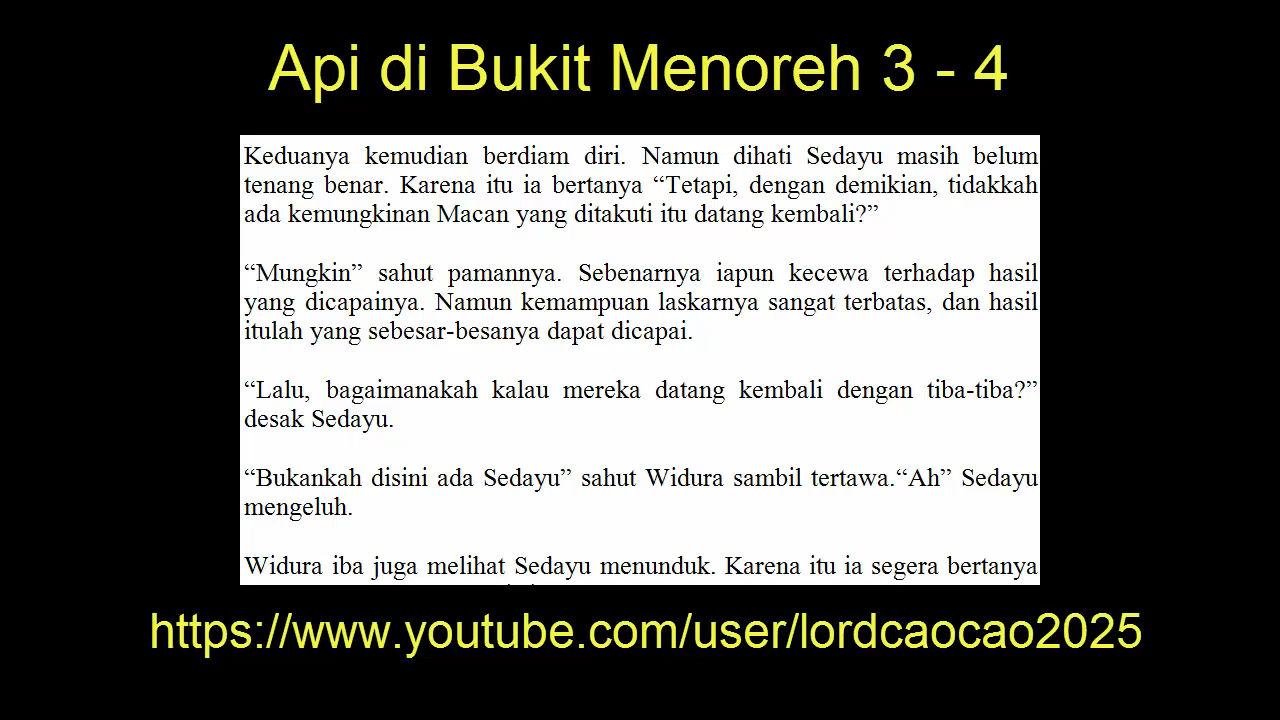 Api di Bukit Menoreh 3 - 4
Keduanya kemudian berdiam diri. Namun dihati Sedayu masih belum
tenang benar. Karena itu ia bertanya “Tetapi, dengan demikian, tidakkah
ada kemungkinan Macan yang ditakuti itu datang kembali?”
“Mungkin” sahut pamannya. Sebenarnya iapun kecewa terhadap hasil
yang dicapainya. Namun kemampuan laskarnya sangat terbatas, dan hasil
itulah yang sebesar-besanya dapat dicapai.
“Lalu, bagaimanakah kalau mereka datang kembali dengan tiba-tiba?”
desak Sedayu.
“Bukankah disini ada Sedayu” sahut Widura sambil tertawa.“Ah” Sedayu
mengeluh.
Widura iba juga melihat Sedayu menunduk. Karena itu ia segera bertanya
https://www.youtube.com/user/lordcaocao2025